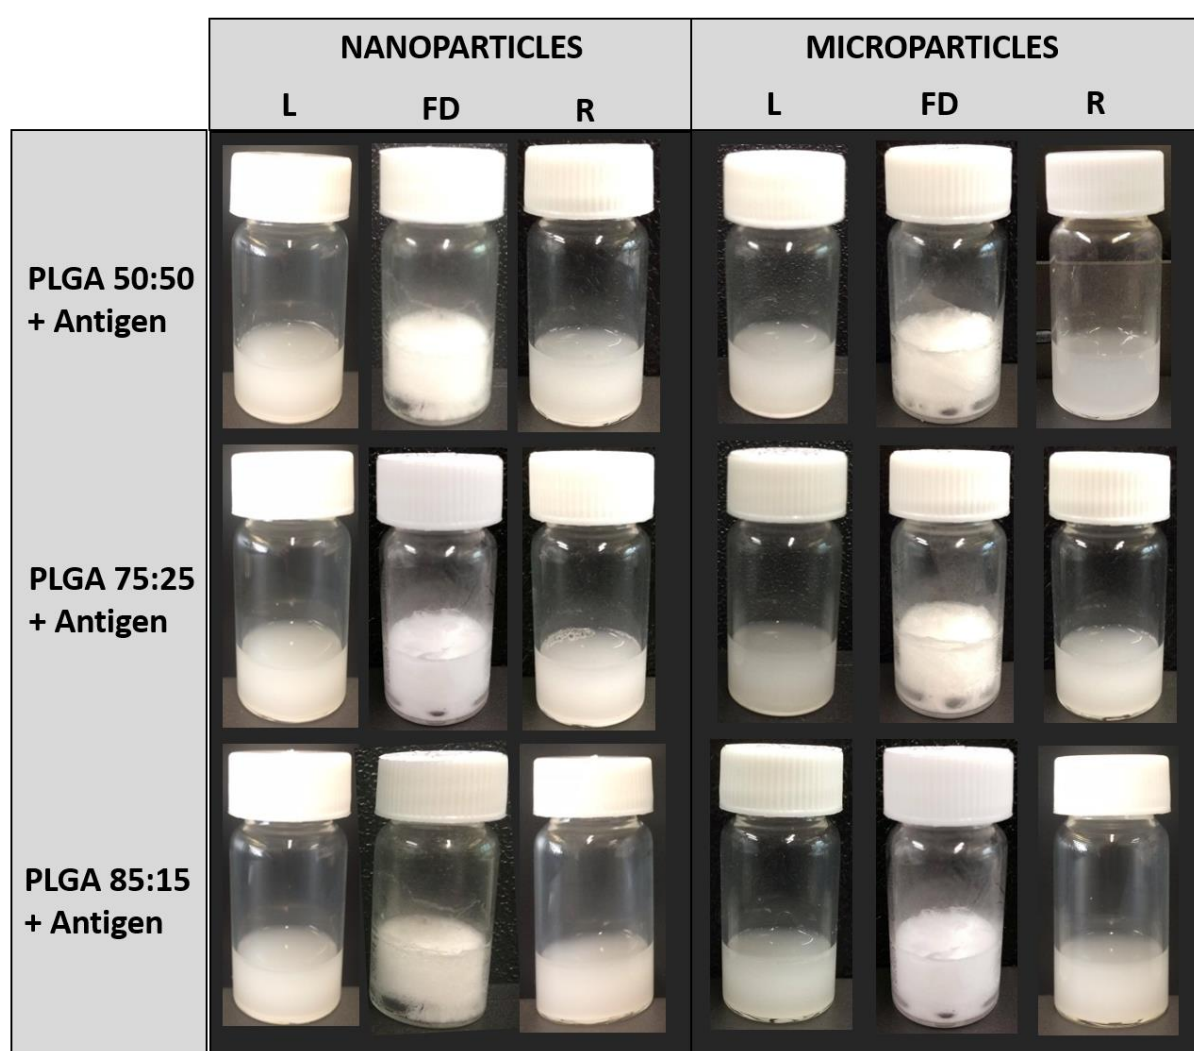 NANOPARTICLES
MICROPARTICLES
L
FD
R
L
FD
R
PLGA 50:50
+ Antigen
PLGA 75:25
+ Antigen
PLGA 85:15
+ Antigen